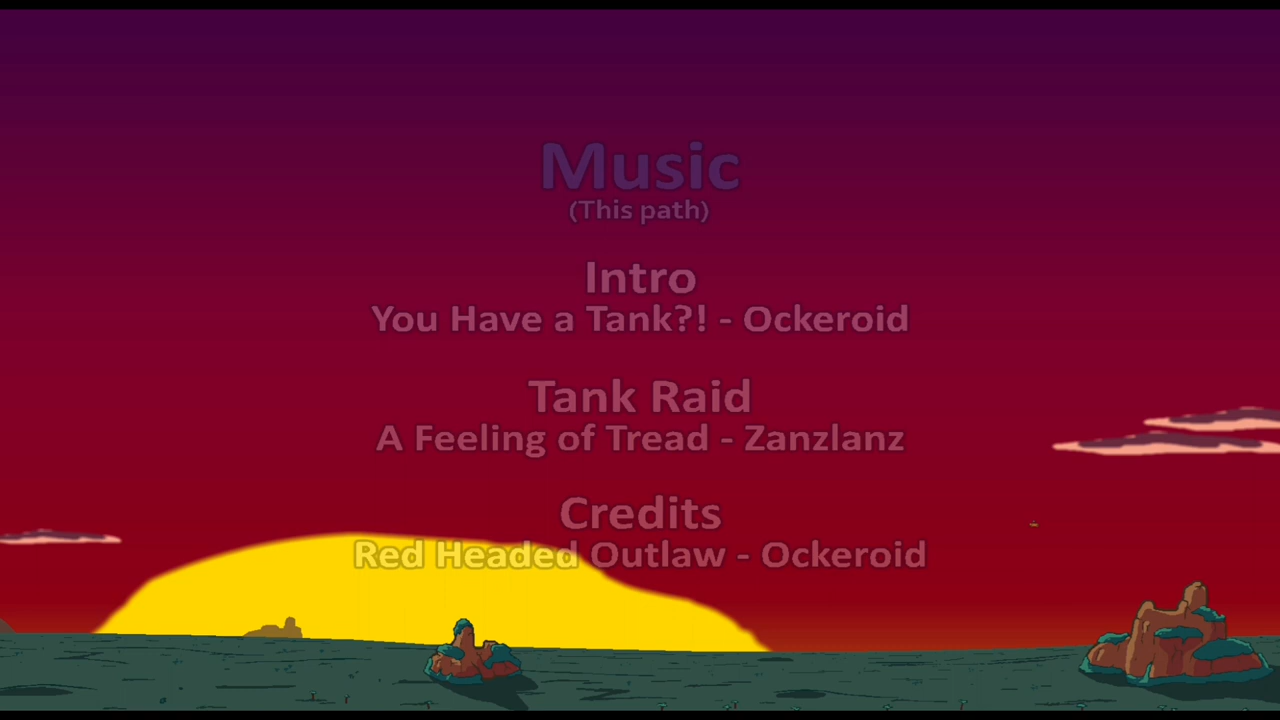 Music
(This path)
Intro
You Have a Tank?! - Ockeroid
Tank Raid
A Feeling of Tread - Zanzlanz
Credits
Red Headed Outlaw - Ockeroid